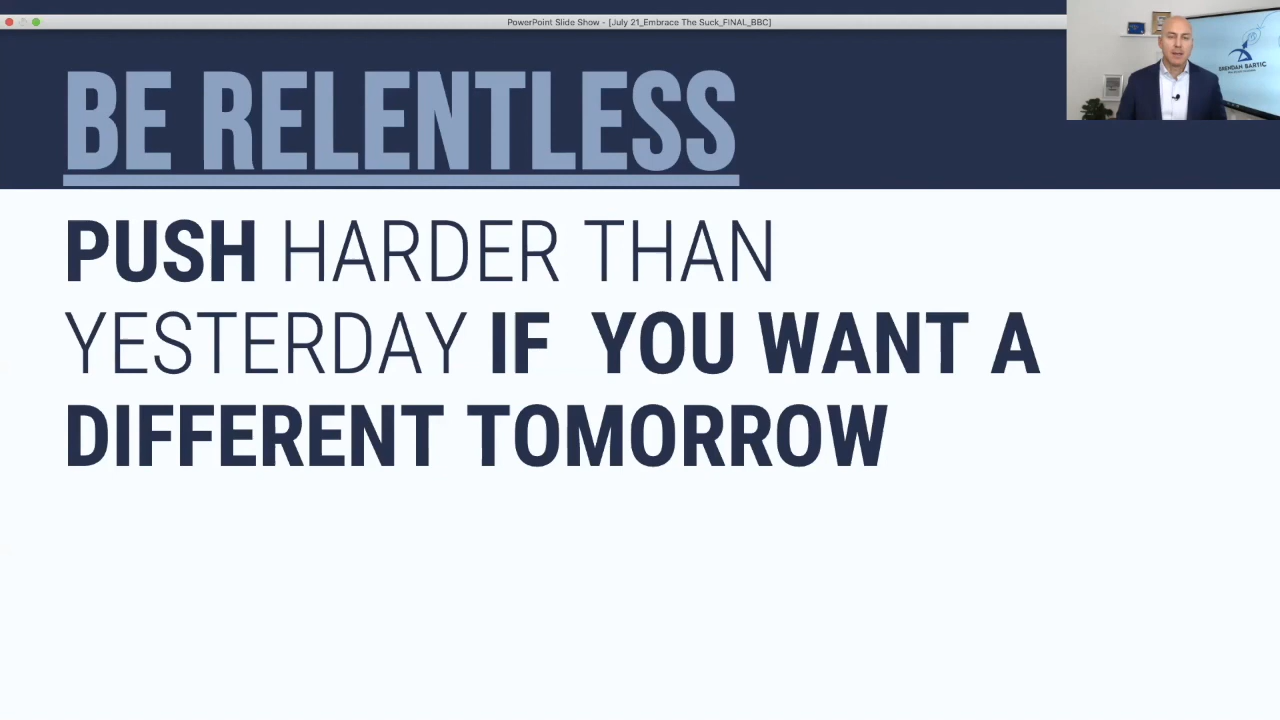 PowerPoint Slide Show - [July 21_Embrace The Suck_FINAL_BBC]
BRENDAN BARTIC
BE RELENTLESS
PUSH HARDER THAN
YESTERDAY IF YOU WANT A
DIFFERENT TOMORROW